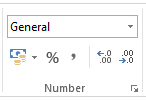 General
% , .0 .00 .00 .0
Number